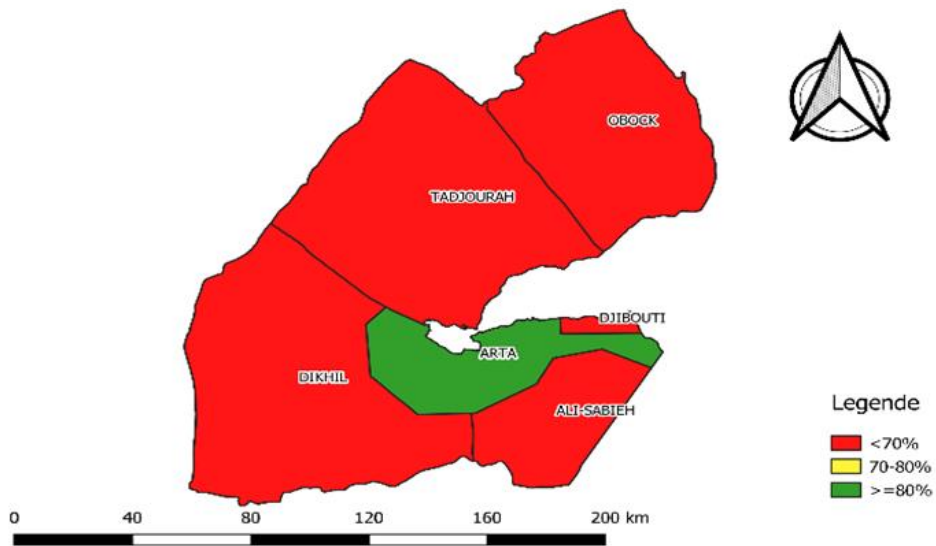 OBOCK
TADJOURAH
DJIBOUTI
ARTA
DIKHIL
ALI-SABIEH
Legende
<70%
70-80%
>=80%
0 40 80 120 160 200 km